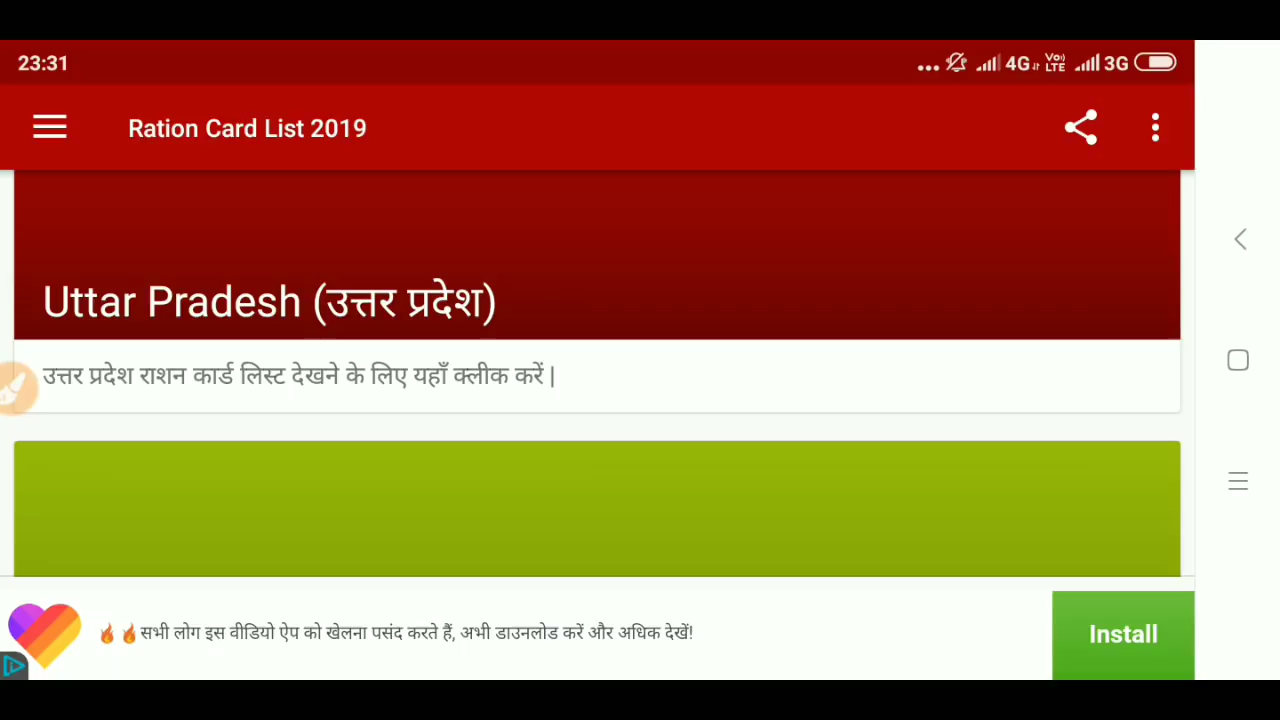 23:31
4G VoLTE 3G
Ration Card List 2019
Uttar Pradesh (उत्तर प्रदेश)
उत्तर प्रदेश राशन कार्ड लिस्ट देखने के लिए यहाँ क्लीक करें |
🔥🔥सभी लोग इस वीडियो ऐप को खेलना पसंद करते हैं, अभी डाउनलोड करें और अधिक देखें!
Install